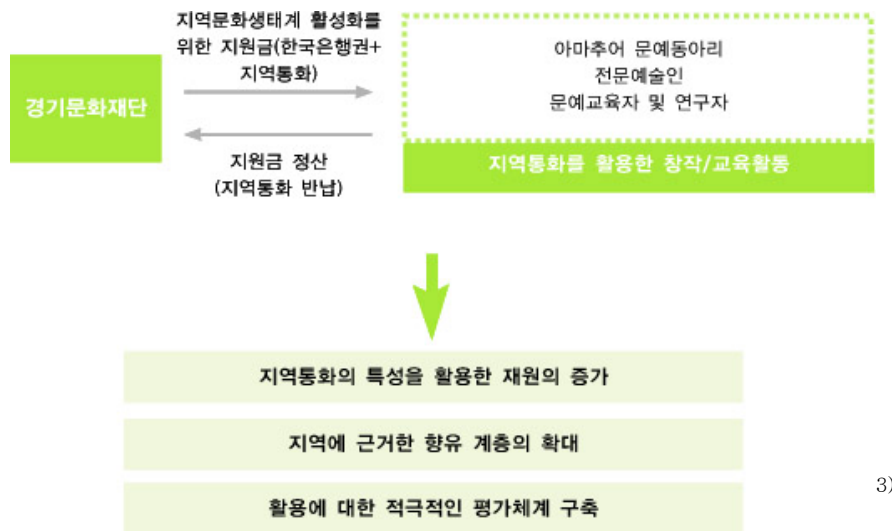 지역문화생태계 활성화를
위한 지원금(한국은행권+
지역통화)
경기문화재단
지원금 정산
(지역통화 반납)
아마추어 문예동아리
전문예술인
문예교육자 및 연구자
지역통화를 활용한 창작/교육활동
지역통화의 특성을 활용한 재원의 증가
지역에 근거한 향유 계층의 확대
활용에 대한 적극적인 평가체계 구축
3)